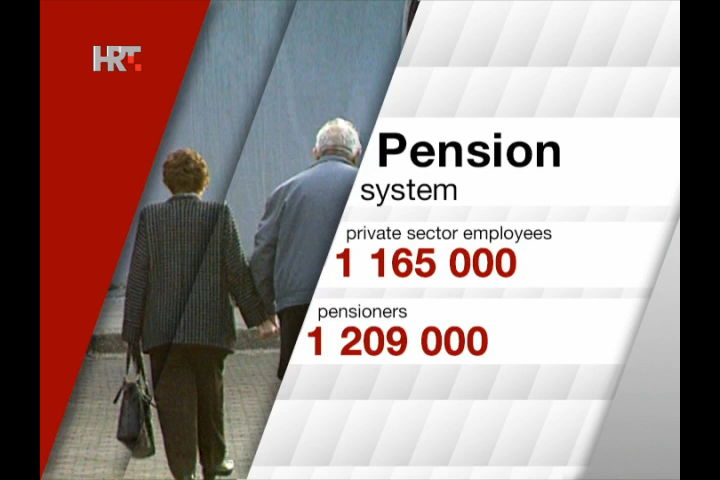 HRT
Pension
system
private sector employees
1 165 000
pensioners
1 209 000